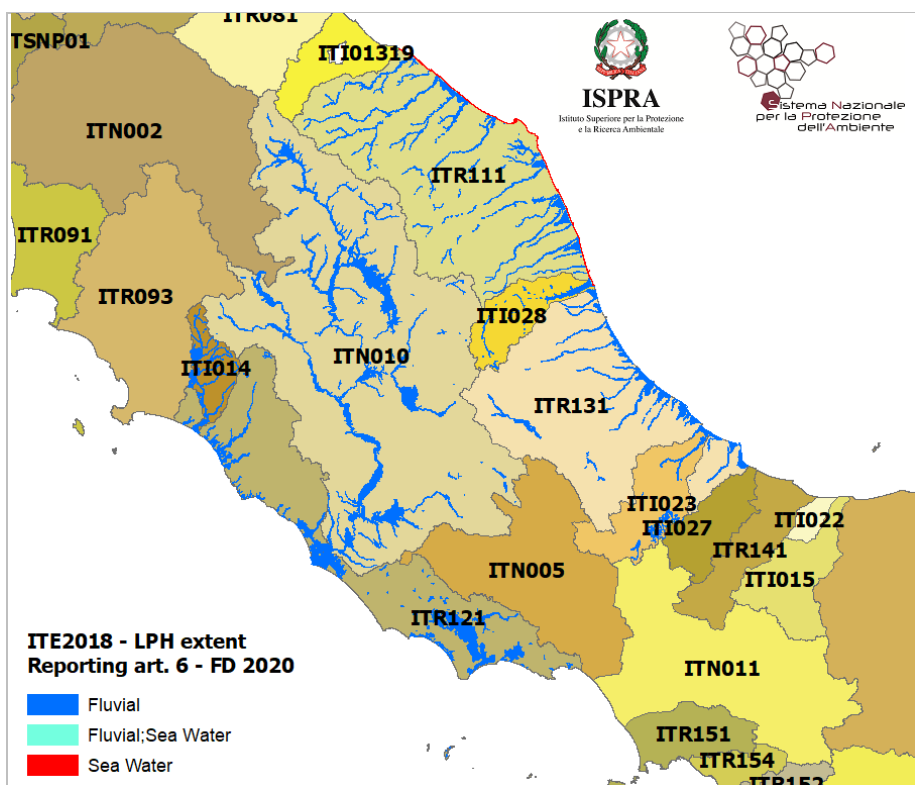 ITR081
TSNP01
ITI01319
ISPRA
Istituto Superiore per la Protezione
e la Ricerca Ambientale
Sistema Nazionale
per la Protezione
dell'Ambiente
ITN002
ITR111
ITR091
ITR093
ITI028
ITN010
ITI014
ITR131
ITI023
ITI027
ITI022
ITR141
ITI015
ITN005
ITR121
ITN011
ITE2018 - LPH extent
Reporting art. 6 - FD 2020
Fluvial
Fluvial;Sea Water
Sea Water
ITR151
ITR154
ITR152